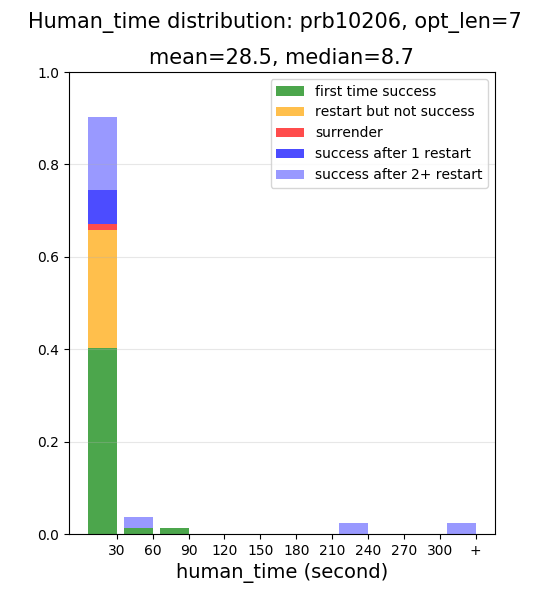 Human_time distribution: prb10206, opt_len=7
mean=28.5, median=8.7
1.0
0.8
0.6
0.4
0.2
0.0
first time success
restart but not success
surrender
success after 1 restart
success after 2+ restart
30 60 90 120 150 180 210 240 270 300 +
human_time (second)